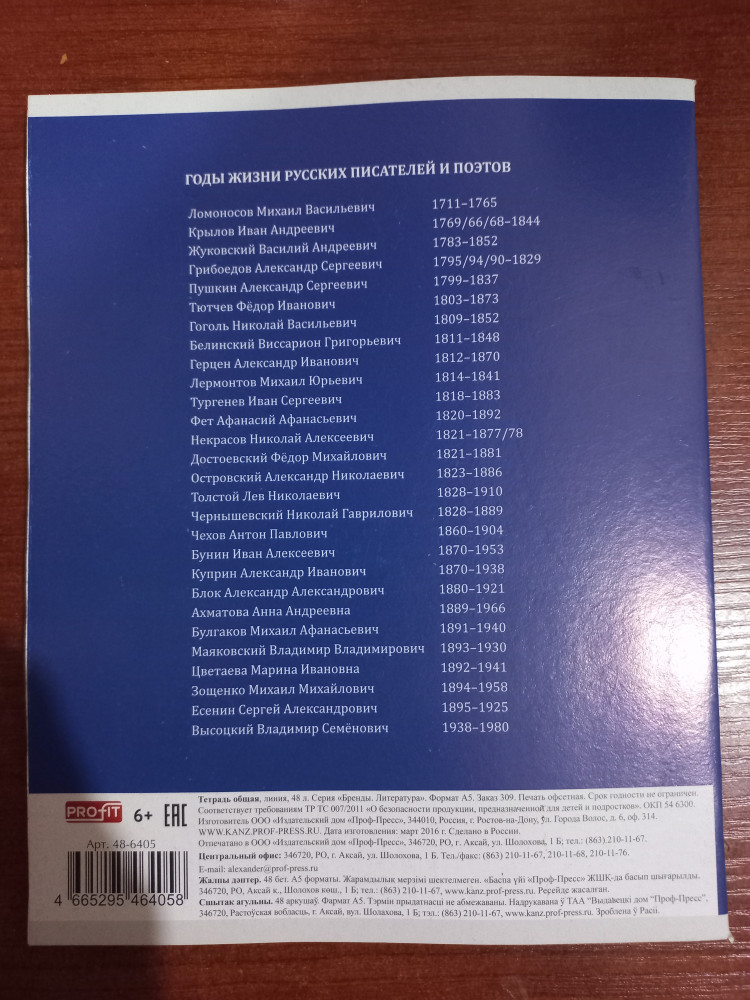 ГОДЫ ЖИЗНИ РУССКИХ ПИСАТЕЛЕЙ И ПОЭТОВ
Ломоносов Михаил Васильевич 1711–1765
Крылов Иван Андреевич 1769/66/68–1844
Жуковский Василий Андреевич 1783–1852
Грибоедов Александр Сергеевич 1795/94/90–1829
Пушкин Александр Сергеевич 1799–1837
Тютчев Фёдор Иванович 1803–1873
Гоголь Николай Васильевич 1809–1852
Белинский Виссарион Григорьевич 1811–1848
Герцен Александр Иванович 1812–1870
Лермонтов Михаил Юрьевич 1814–1841
Тургенев Иван Сергеевич 1818–1883
Фет Афанасий Афанасьевич 1820–1892
Некрасов Николай Алексеевич 1821–1877/78
Достоевский Фёдор Михайлович 1821–1881
Островский Александр Николаевич 1823–1886
Толстой Лев Николаевич 1828–1910
Чернышевский Николай Гаврилович 1828–1889
Чехов Антон Павлович 1860–1904
Бунин Иван Алексеевич 1870–1953
Куприн Александр Иванович 1870–1938
Блок Александр Александрович 1880–1921
Ахматова Анна Андреевна 1889–1966
Булгаков Михаил Афанасьевич 1891–1940
Маяковский Владимир Владимирович 1893–1930
Цветаева Марина Ивановна 1892–1941
Зощенко Михаил Михайлович 1894–1958
Есенин Сергей Александрович 1895–1925
Высоцкий Владимир Семёнович 1938–1980
PROFIT 6+ EAC
Арт. 48-6405
4 665295 464058
Тетрадь общая, линия, 48 л. Серия «Бренды. Литература». Формат А5. Заказ 309. Печать офсетная. Срок годности не ограничен.
Соответствует требованиям ТР ТС 007/2011 «О безопасности продукции, предназначенной для детей и подростков». ОКП 54 6300.
Изготовитель ООО «Издательский дом «Проф-Пресс», 344010, Россия, г. Ростов-на-Дону, ул. Города Волос, д. 6, оф. 314.
WWW.KANZ.PROF-PRESS.RU. Дата изготовления: март 2016 г. Сделано в России.
Отпечатано в ООО «Издательский дом «Проф-Пресс», 346720, РО, г. Аксай, ул. Шолохова, 1 Б; тел.: (863) 210-11-67.
Центральный офис: 346720, РО, г. Аксай, ул. Шолохова, 1 Б. Тел./факс: (863) 210-11-67, 210-11-68, 210-11-76.
E-mail: alexander@prof-press.ru
Жалпы дәптер. 48 бет. А5 форматы. Жарамдылық мерзімі шектелмеген. «Баспа үйі «Проф-Пресс» ЖШҚ-да басып шығарылды.
346720, РО, Аксай к., Шолохов көш., 1 Б; тел.: (863) 210-11-67, www.kanz.prof-press.ru. Ресейде жасалған.
Сшытак агульны. 48 аркушаў. Фармат А5. Тэрмін прыдатнасці не абмежаваны. Надрукавана ў ТАА "Выдавецкі дом "Проф-Пресс",
346720, Растоўская вобласць, г. Аксай, вул. Шолахава, 1 Б; тэл.: (863) 210-11-67, www.prof-press.ru. Зроблена ў Расіі.